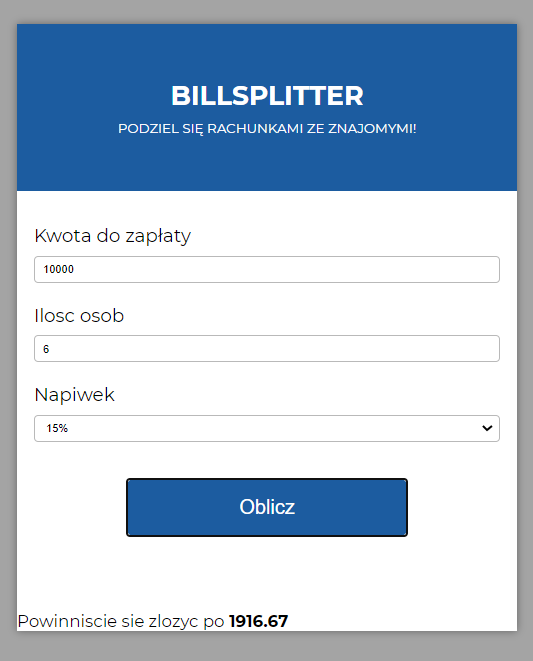 BILLSPLITTER
PODZIEL SIĘ RACHUNKAMI ZE ZNAJOMYMI!
Kwota do zapłaty
10000
Ilosc osob
6
Napiwek
15%
Oblicz
Powinniscie sie zlozyc po 1916.67